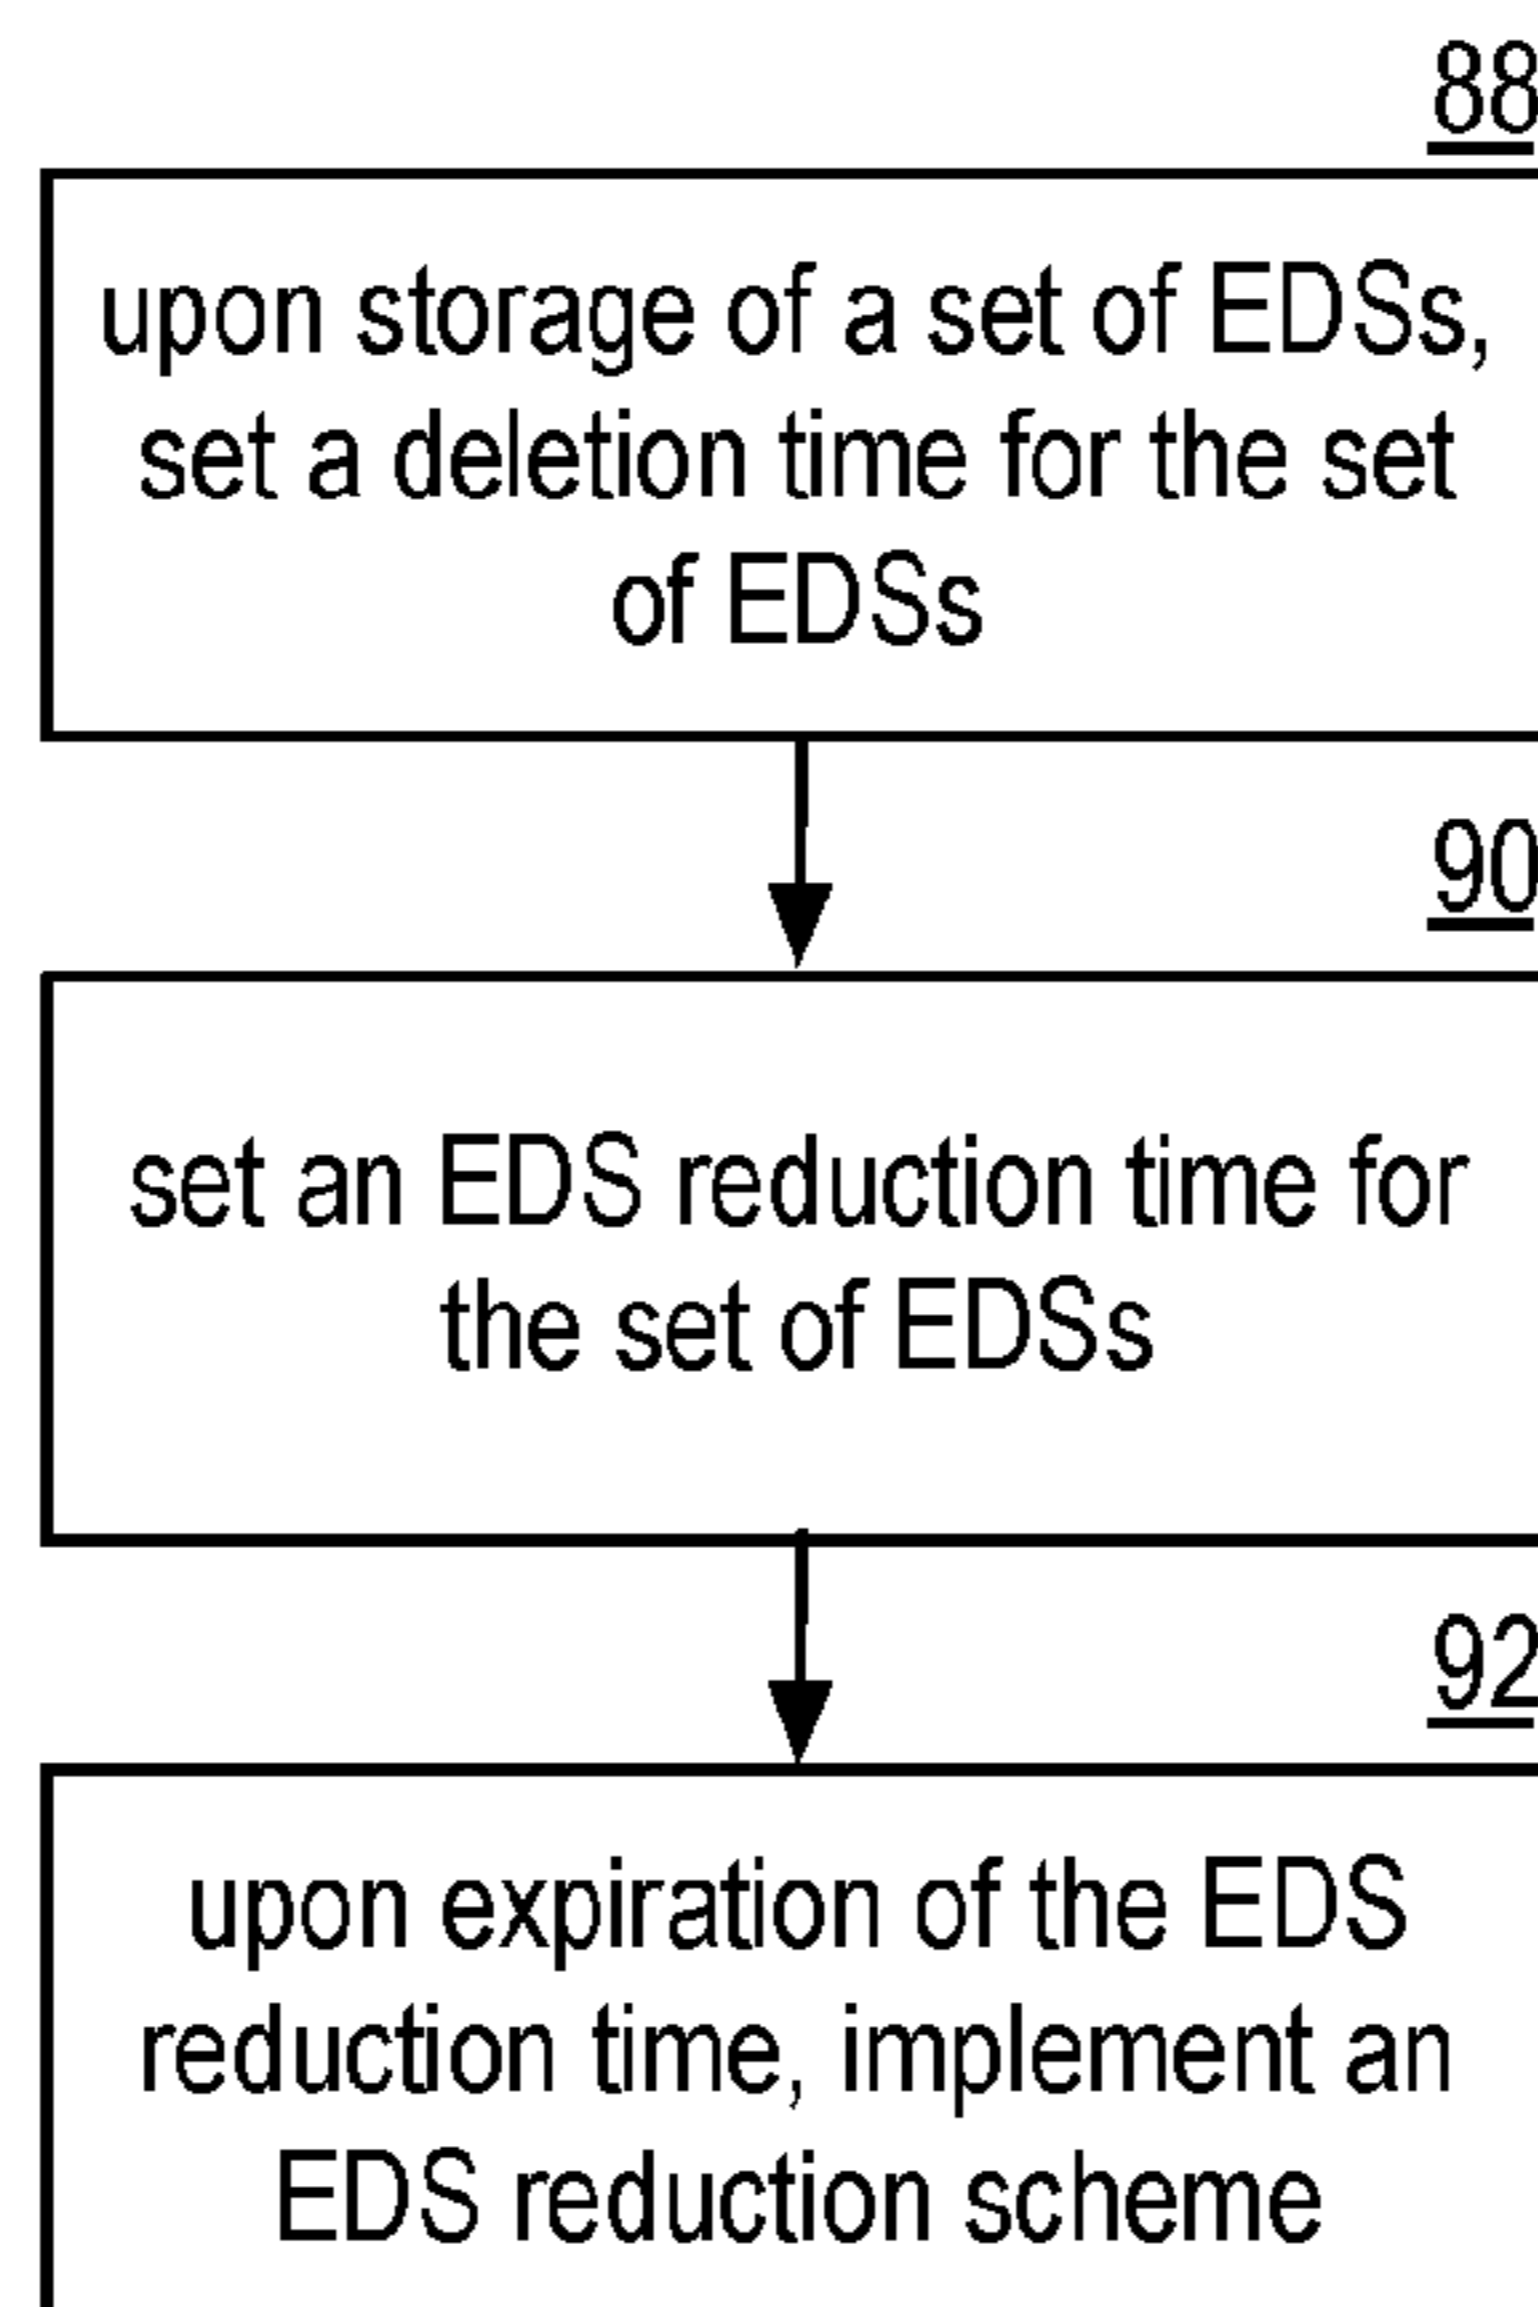 88
upon storage of a set of EDSs,
set a deletion time for the set
of EDSs
90
set an EDS reduction time for
the set of EDSs
92
upon expiration of the EDS
reduction time, implement an
EDS reduction scheme